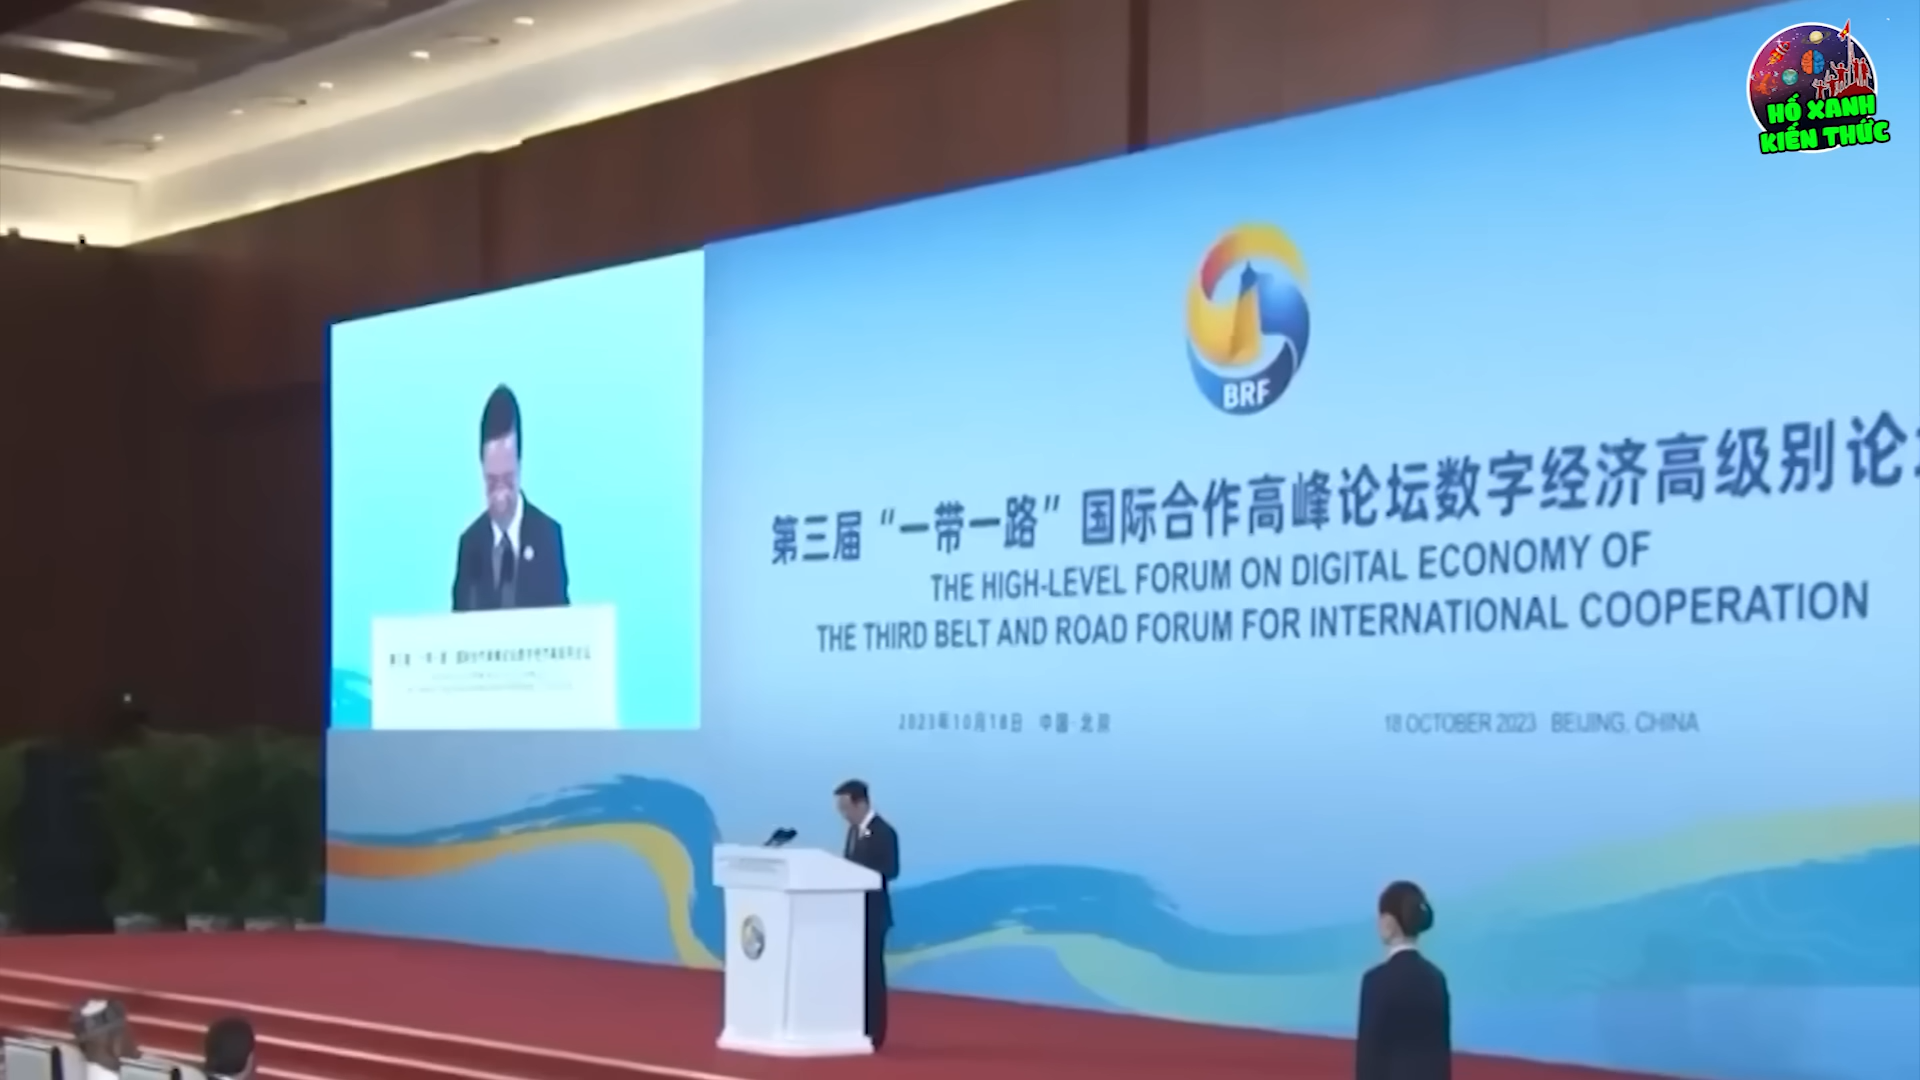 HỐ XANH
KIẾN THỨC
BRF
第三届“一带一路”国际合作高峰论坛数字经济高级别论
THE HIGH-LEVEL FORUM ON DIGITAL ECONOMY OF
THE THIRD BELT AND ROAD FORUM FOR INTERNATIONAL COOPERATION
2023年10月18日 中国·北京
18 OCTOBER 2023 BEIJING, CHINA